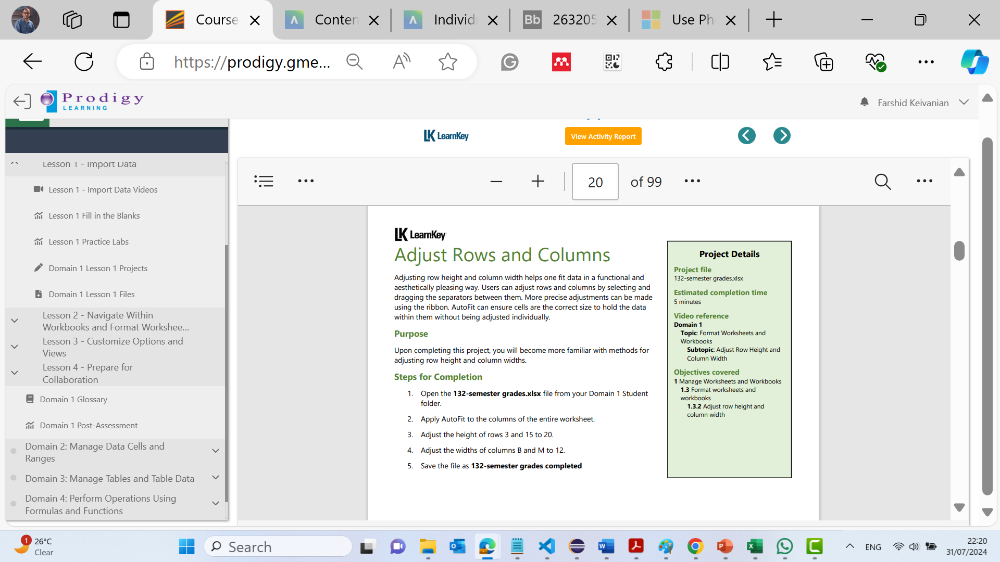 Course
Conten
Individ
Bb
263205
Use Ph
https://prodigy.gme...
Prodigy
LEARNING
Farshid Keivanian
LearnKey
View Activity Report
Lesson 1 - Import Data
Lesson 1 - Import Data Videos
Lesson 1 Fill in the Blanks
Lesson 1 Practice Labs
Domain 1 Lesson 1 Projects
Domain 1 Lesson 1 Files
Lesson 2 - Navigate Within
Workbooks and Format Workshee...
Lesson 3 - Customize Options and
Views
Lesson 4 - Prepare for
Collaboration
Domain 1 Glossary
Domain 1 Post-Assessment
Domain 2: Manage Data Cells and
Ranges
Domain 3: Manage Tables and Table Data
Domain 4: Perform Operations Using
Formulas and Functions
20 of 99
LearnKey
Adjust Rows and Columns
Adjusting row height and column width helps one fit data in a functional and
aesthetically pleasing way. Users can adjust rows and columns by selecting and
dragging the separators between them. More precise adjustments can be made
using the ribbon. AutoFit can ensure cells are the correct size to hold the data
within them without being adjusted individually.
Purpose
Upon completing this project, you will become more familiar with methods for
adjusting row height and column widths.
Steps for Completion
1. Open the 132-semester grades.xlsx file from your Domain 1 Student
folder.
2. Apply AutoFit to the columns of the entire worksheet.
3. Adjust the height of rows 3 and 15 to 20.
4. Adjust the widths of columns B and M to 12.
5. Save the file as 132-semester grades completed
Project Details
Project file
132-semester grades.xlsx
Estimated completion time
5 minutes
Video reference
Domain 1
Topic: Format Worksheets and
Workbooks
Subtopic: Adjust Row Height and
Column Width
Objectives covered
1 Manage Worksheets and Workbooks
1.3 Format worksheets and
workbooks
1.3.2 Adjust row height and
column width
1
26°C
Clear
Search
ENG
22:20
31/07/2024